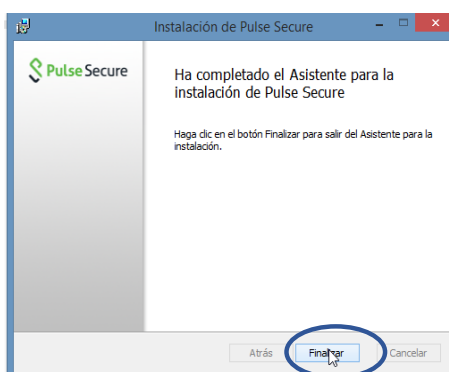 Instalación de Pulse Secure
Pulse Secure
Ha completado el Asistente para la
instalación de Pulse Secure
Haga clic en el botón Finalizar para salir del Asistente para la
instalación.
Atrás
Finalizar
Cancelar